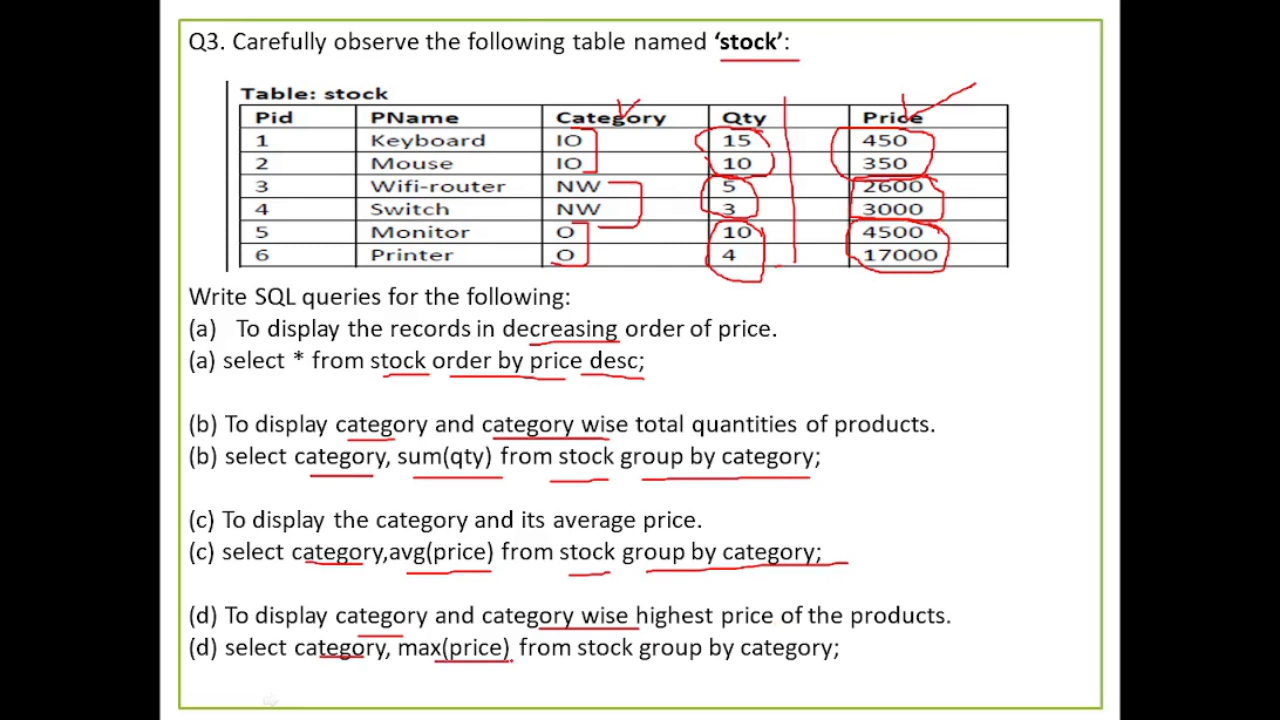 Q3. Carefully observe the following table named ‘stock’:
Table: stock
Pid PName Category Qty Price
1 Keyboard IO 15 450
2 Mouse IO 10 350
3 Wifi-router NW 5 2600
4 Switch NW 3 3000
5 Monitor O 10 4500
6 Printer O 4 17000
Write SQL queries for the following:
(a) To display the records in decreasing order of price.
(a) select * from stock order by price desc;
(b) To display category and category wise total quantities of products.
(b) select category, sum(qty) from stock group by category;
(c) To display the category and its average price.
(c) select category,avg(price) from stock group by category;
(d) To display category and category wise highest price of the products.
(d) select category, max(price) from stock group by category;